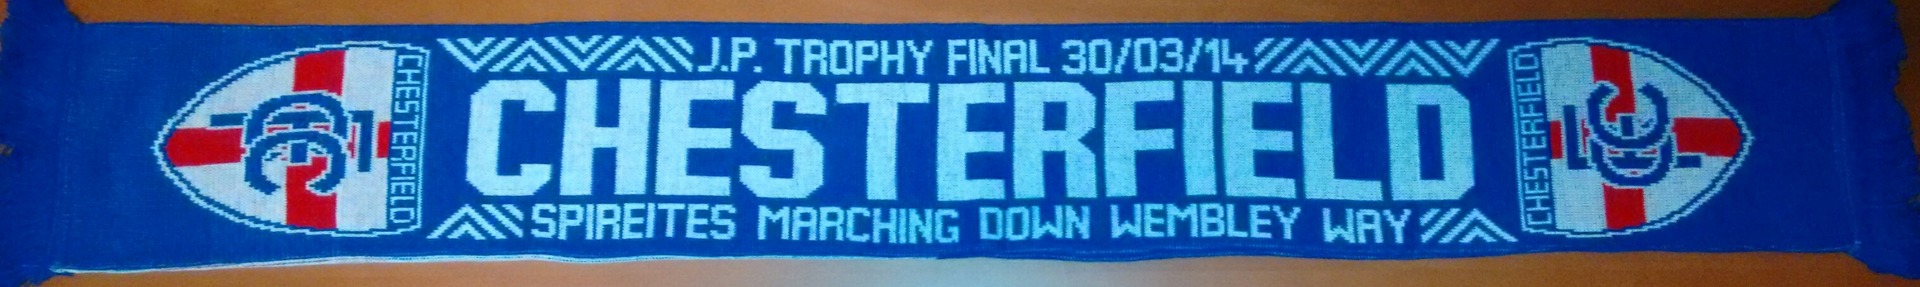 J.P. TROPHY FINAL 30/03/14
CHESTERFIELD
SPIREITES MARCHING DOWN WEMBLEY WAY
CHESTERFIELD
CHESTERFIELD